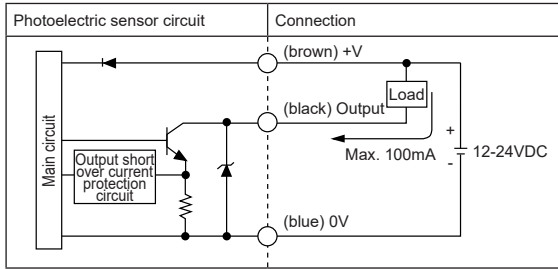 Photoelectric sensor circuit
Connection
(brown) +V
Load
(black) Output
Max. 100mA
+
12-24VDC
-
Main circuit
Output short
over current
protection
circuit
(blue) 0V